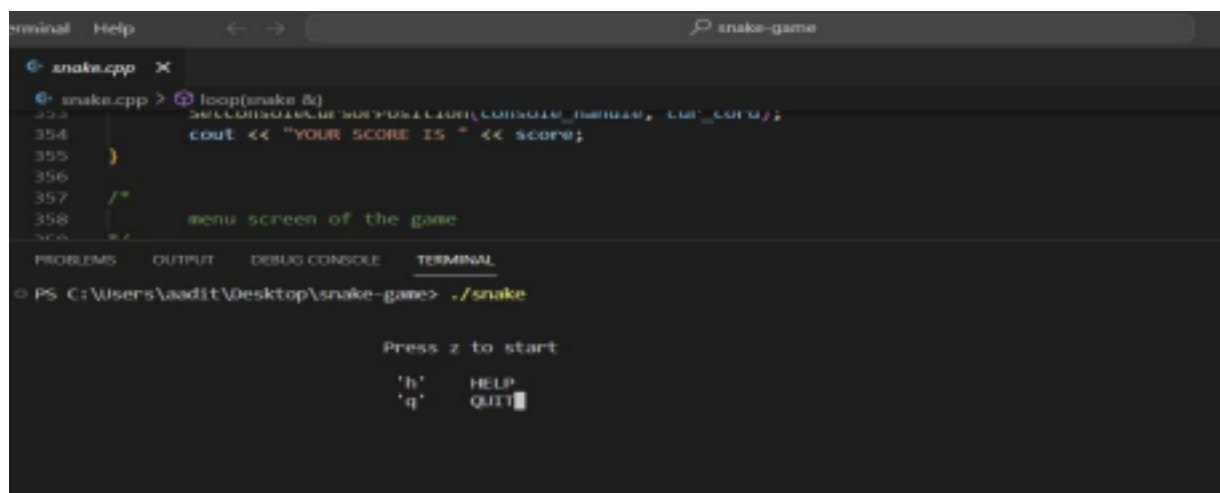 erminal Help snake-game
snake.cpp
snake.cpp > loop(snake &)
353 SetConsoleCursorPosition(console_handle, cur_cord);
354 cout << "YOUR SCORE IS " << score;
355 }
356
357 /*
358 menu screen of the game
359 */
PROBLEMS OUTPUT DEBUG CONSOLE TERMINAL
PS C:\Users\aadit\Desktop\snake-game> ./snake
Press z to start
'h' HELP
'q' QUIT